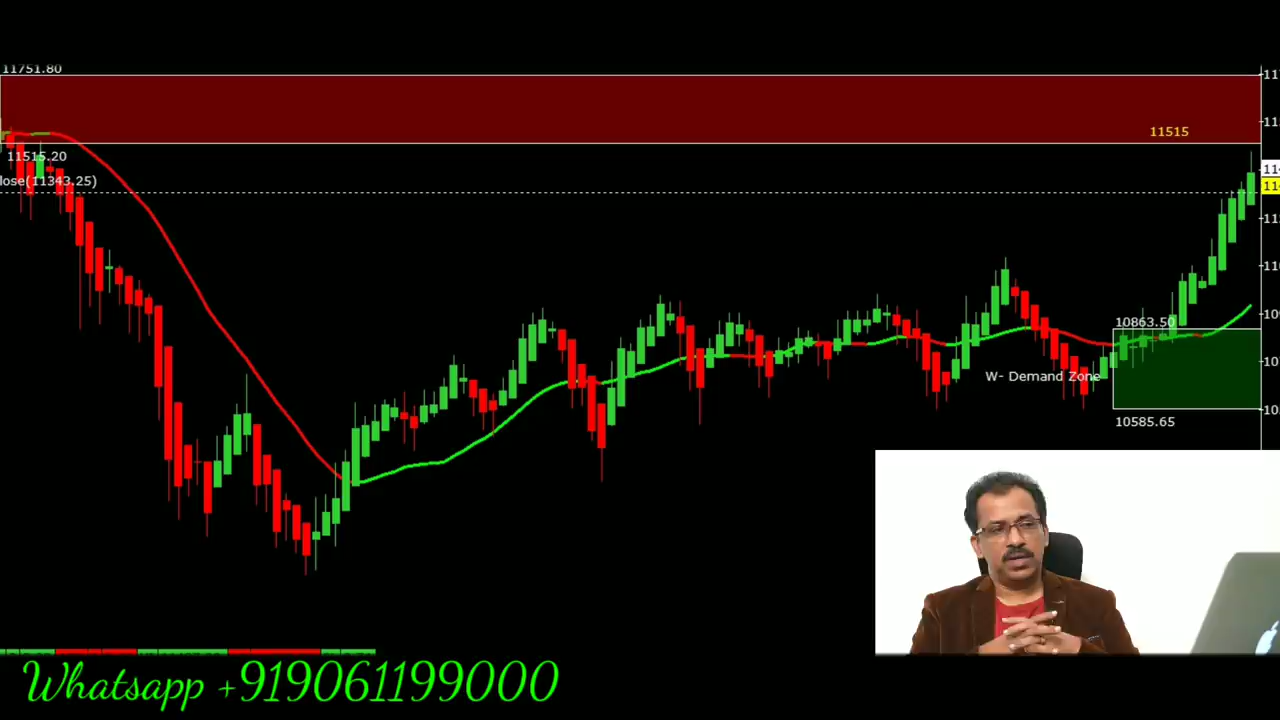 11751.80
11515
11515.20
lose(11343.25)
10863.50
W- Demand Zone
10585.65
Whatsapp +919061199000